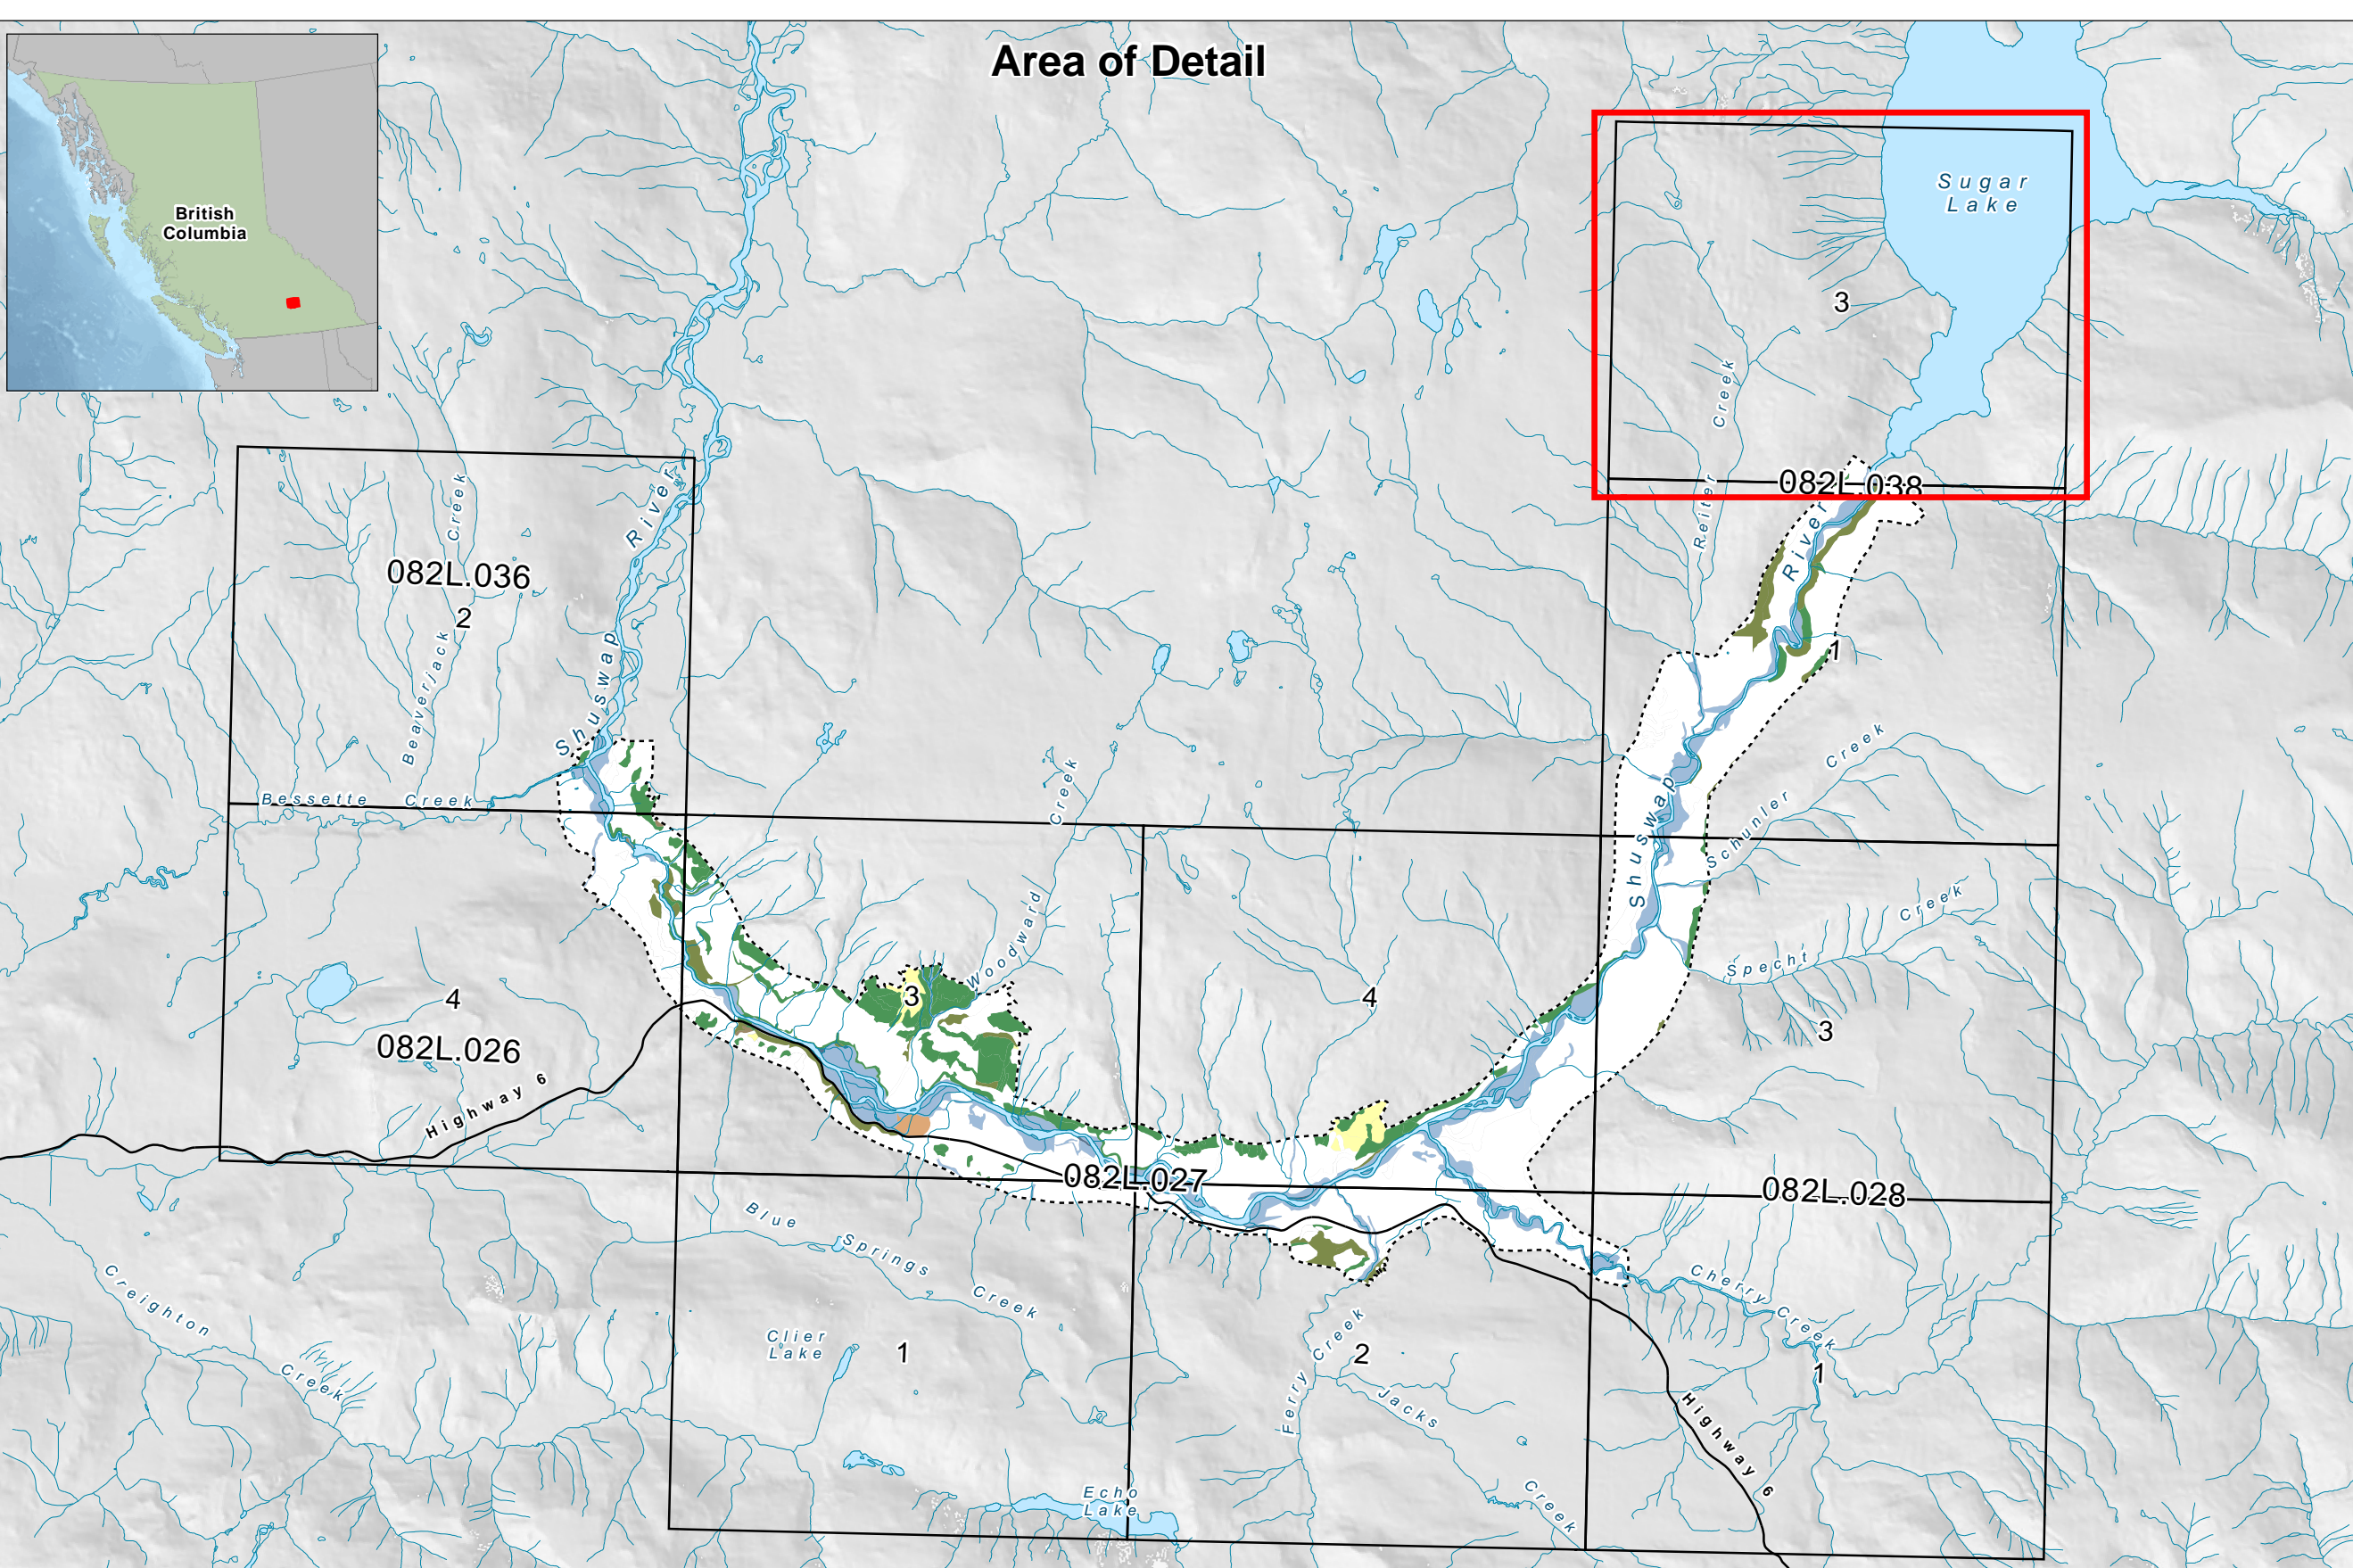 Area of Detail
British
Columbia
Sugar
Lake
3
Reiter Creek
082L.038
Shuswap River
1
Shuswap River
082L.036
2
Beaverjack Creek
Bessette Creek
Woodward Creek
Schunler Creek
Specht Creek
3
4
3
4
082L.026
Highway 6
082L.027
082L.028
Blue Springs Creek
Creighton Creek
Clier
Lake
1
Ferry Creek
2
Jacks Creek
Cherry Creek
1
Highway 6
Echo
Lake